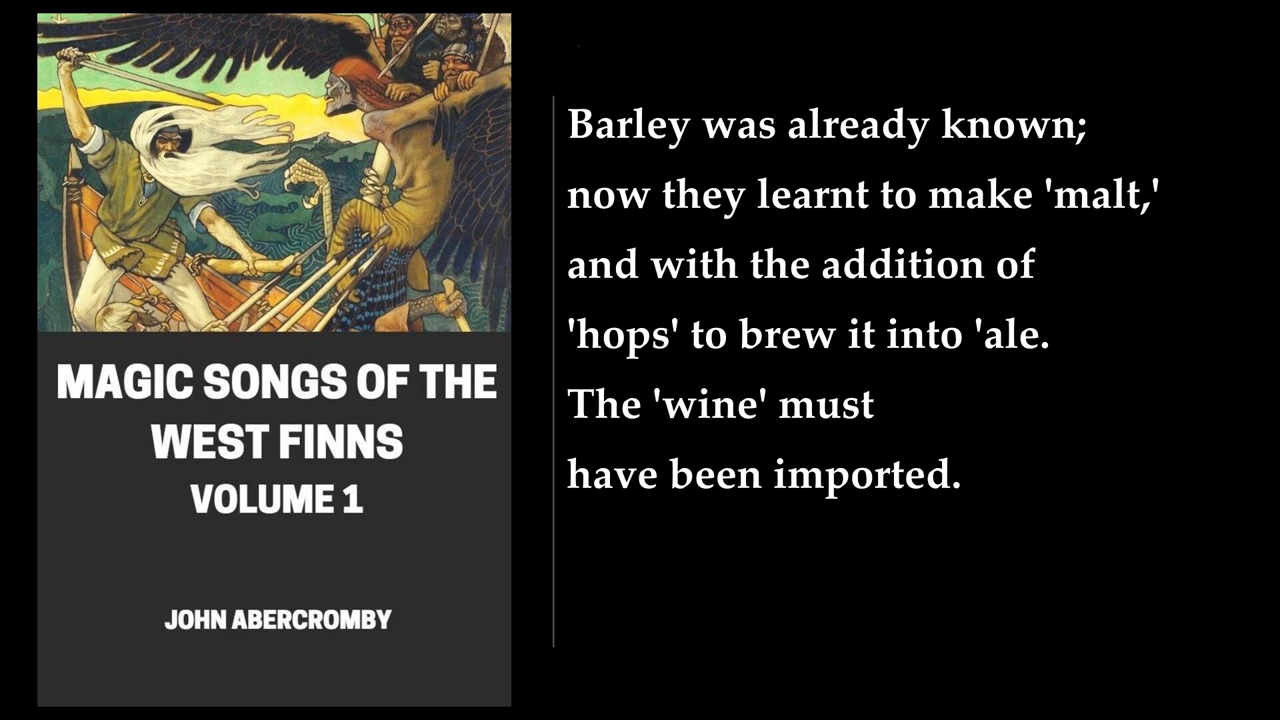 MAGIC SONGS OF THE
WEST FINNS
VOLUME 1
JOHN ABERCROMBY
Barley was already known;
now they learnt to make 'malt,'
and with the addition of
'hops' to brew it into 'ale.
The 'wine' must
have been imported.